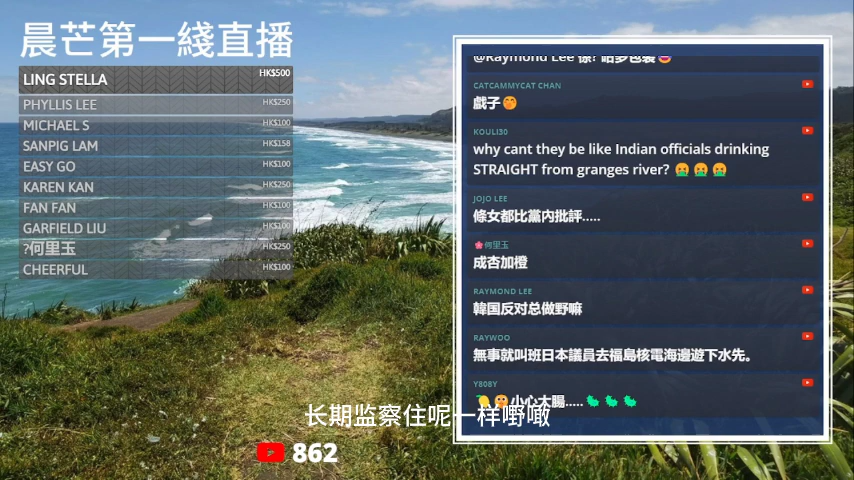 晨芒第一綫直播
LING STELLA HK$500
PHYLLIS LEE HK$250
MICHAEL S HK$100
SANPIG LAM HK$158
EASY GO HK$100
KAREN KAN HK$250
FAN FAN HK$100
GARFIELD LIU HK$100
?何里玉 HK$250
CHEERFUL HK$100
@Raymond Lee
CATCAMMYCAT CHAN
戲子🤭
KOULI30
why cant they be like Indian officials drinking
STRAIGHT from granges river? 🤮 🤮 🤮
JOJO LEE
條女都比黨內批評.....
🌸何里玉
成杏加橙
RAYMOND LEE
韓国反对总做野嘛
RAYWOO
無事就叫班日本議員去福島核電海邊遊下水先。
Y808Y
小心大腸.....🦠 🦠 🦠
长期监察住呢一样嘢噉
862